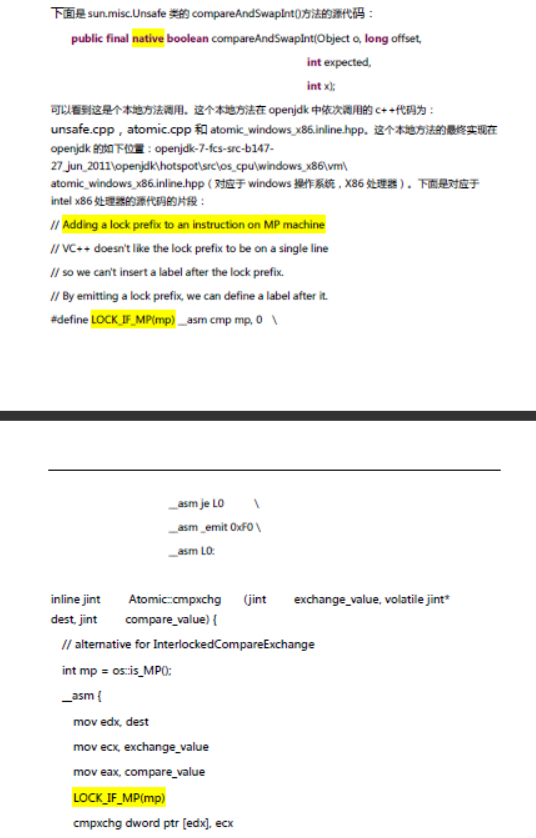 下面是 sun.misc.Unsafe 类的 compareAndSwapInt()方法的源代码：
public final native boolean compareAndSwapInt(Object o, long offset,
int expected,
int x);
可以看到这是个本地方法调用。这个本地方法在 openjdk 中依次调用的 c++代码为：
unsafe.cpp，atomic.cpp 和 atomic_windows_x86.inline.hpp。这个本地方法的最终实现在
openjdk 的如下位置：openjdk-7-fcs-src-b147-
27_jun_2011\openjdk\hotspot\src\os_cpu\windows_x86\vm\
atomic_windows_x86.inline.hpp（对应于 windows 操作系统，X86 处理器）。下面是对应于
intel x86 处理器的源代码的片段：
// Adding a lock prefix to an instruction on MP machine
// VC++ doesn't like the lock prefix to be on a single line
// so we can't insert a label after the lock prefix.
// By emitting a lock prefix, we can define a label after it.
#define LOCK_IF_MP(mp) __asm cmp mp, 0 \
__asm je L0 \
__asm _emit 0xF0 \
__asm L0:
inline jint Atomic::cmpxchg (jint exchange_value, volatile jint*
dest, jint compare_value) {
// alternative for InterlockedCompareExchange
int mp = os::is_MP();
__asm {
mov edx, dest
mov ecx, exchange_value
mov eax, compare_value
LOCK_IF_MP(mp)
cmpxchg dword ptr [edx], ecx